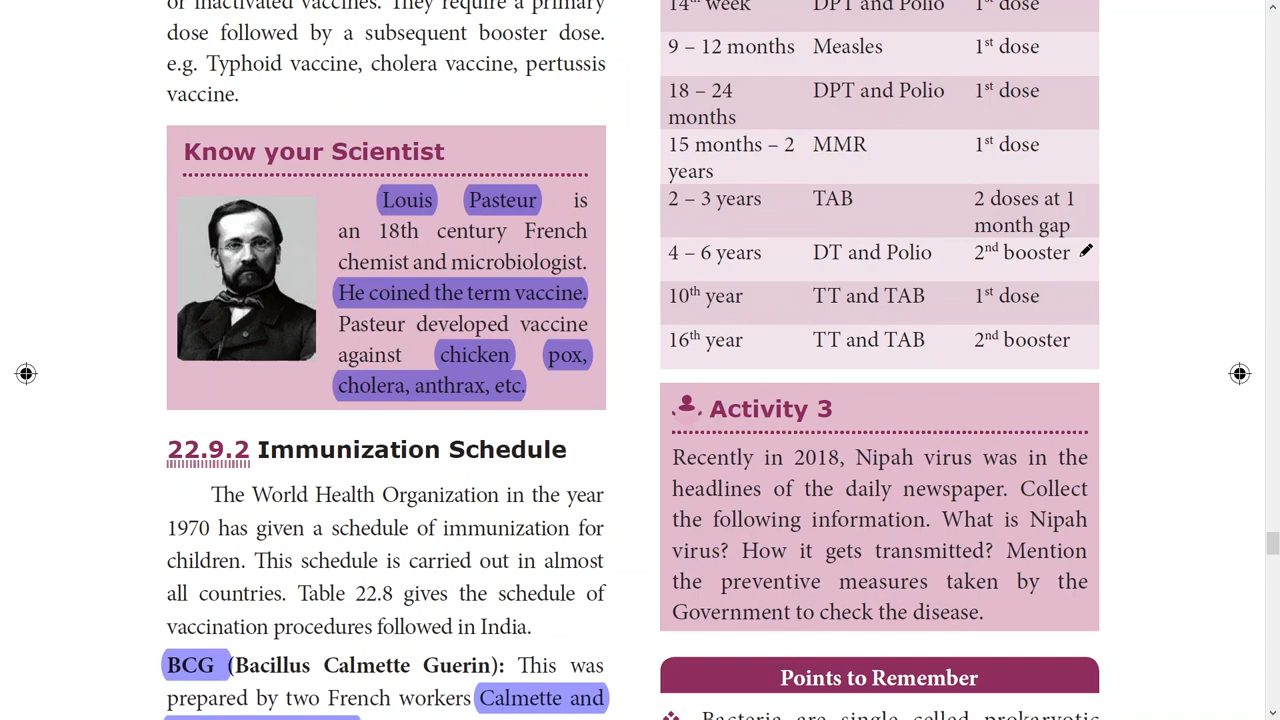 or inactivated vaccines. They require a primary
dose followed by a subsequent booster dose.
e.g. Typhoid vaccine, cholera vaccine, pertussis
vaccine.
Know your Scientist
Louis Pasteur is
an 18th century French
chemist and microbiologist.
He coined the term vaccine.
Pasteur developed vaccine
against chicken pox,
cholera, anthrax, etc.
22.9.2 Immunization Schedule
The World Health Organization in the year
1970 has given a schedule of immunization for
children. This schedule is carried out in almost
all countries. Table 22.8 gives the schedule of
vaccination procedures followed in India.
BCG (Bacillus Calmette Guerin): This was
prepared by two French workers Calmette and
14th week DPT and Polio 1st dose
9 – 12 months Measles 1st dose
18 – 24 DPT and Polio 1st dose
months
15 months – 2 MMR 1st dose
years
2 – 3 years TAB 2 doses at 1
month gap
4 – 6 years DT and Polio 2nd booster
10th year TT and TAB 1st dose
16th year TT and TAB 2nd booster
Activity 3
Recently in 2018, Nipah virus was in the
headlines of the daily newspaper. Collect
the following information. What is Nipah
virus? How it gets transmitted? Mention
the preventive measures taken by the
Government to check the disease.
Points to Remember
Bacteria are single celled prokaryotic